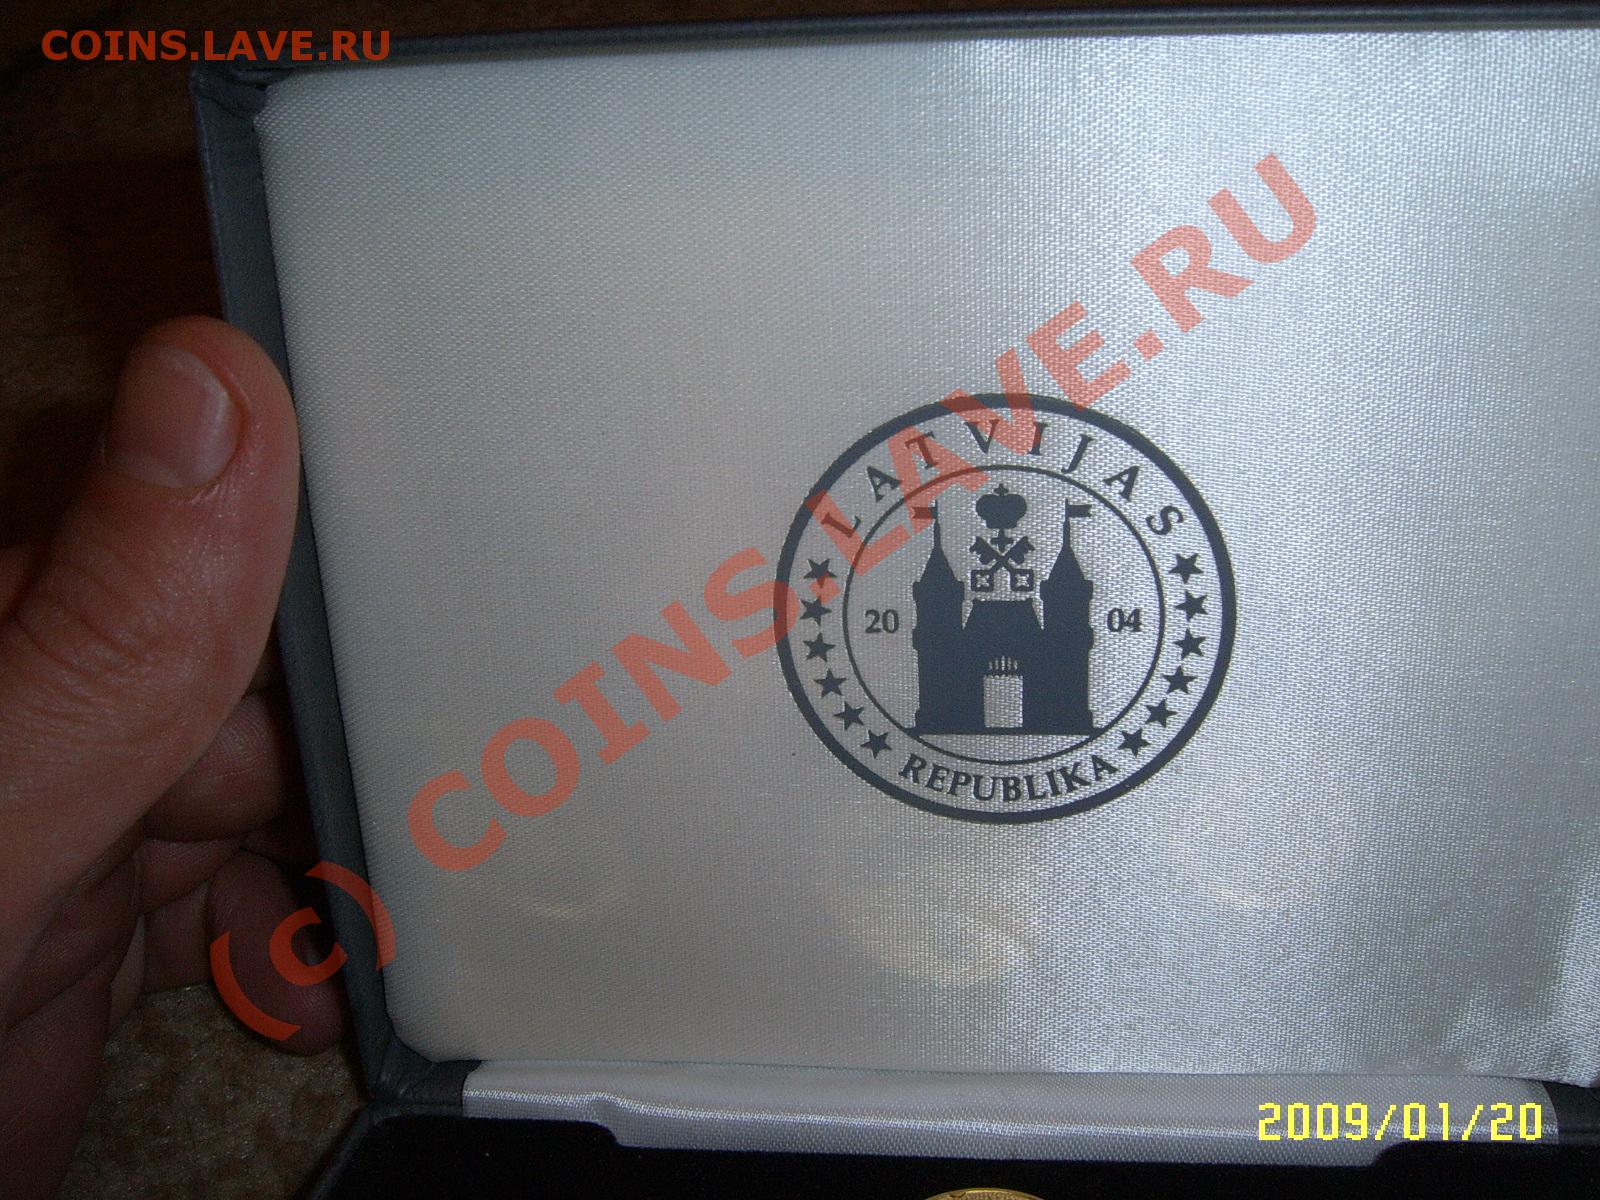 COINS.LAVE.RU
(c) COINS.LAVE.RU
LATVIJAS
20 04
REPUBLIKA
2009/01/20